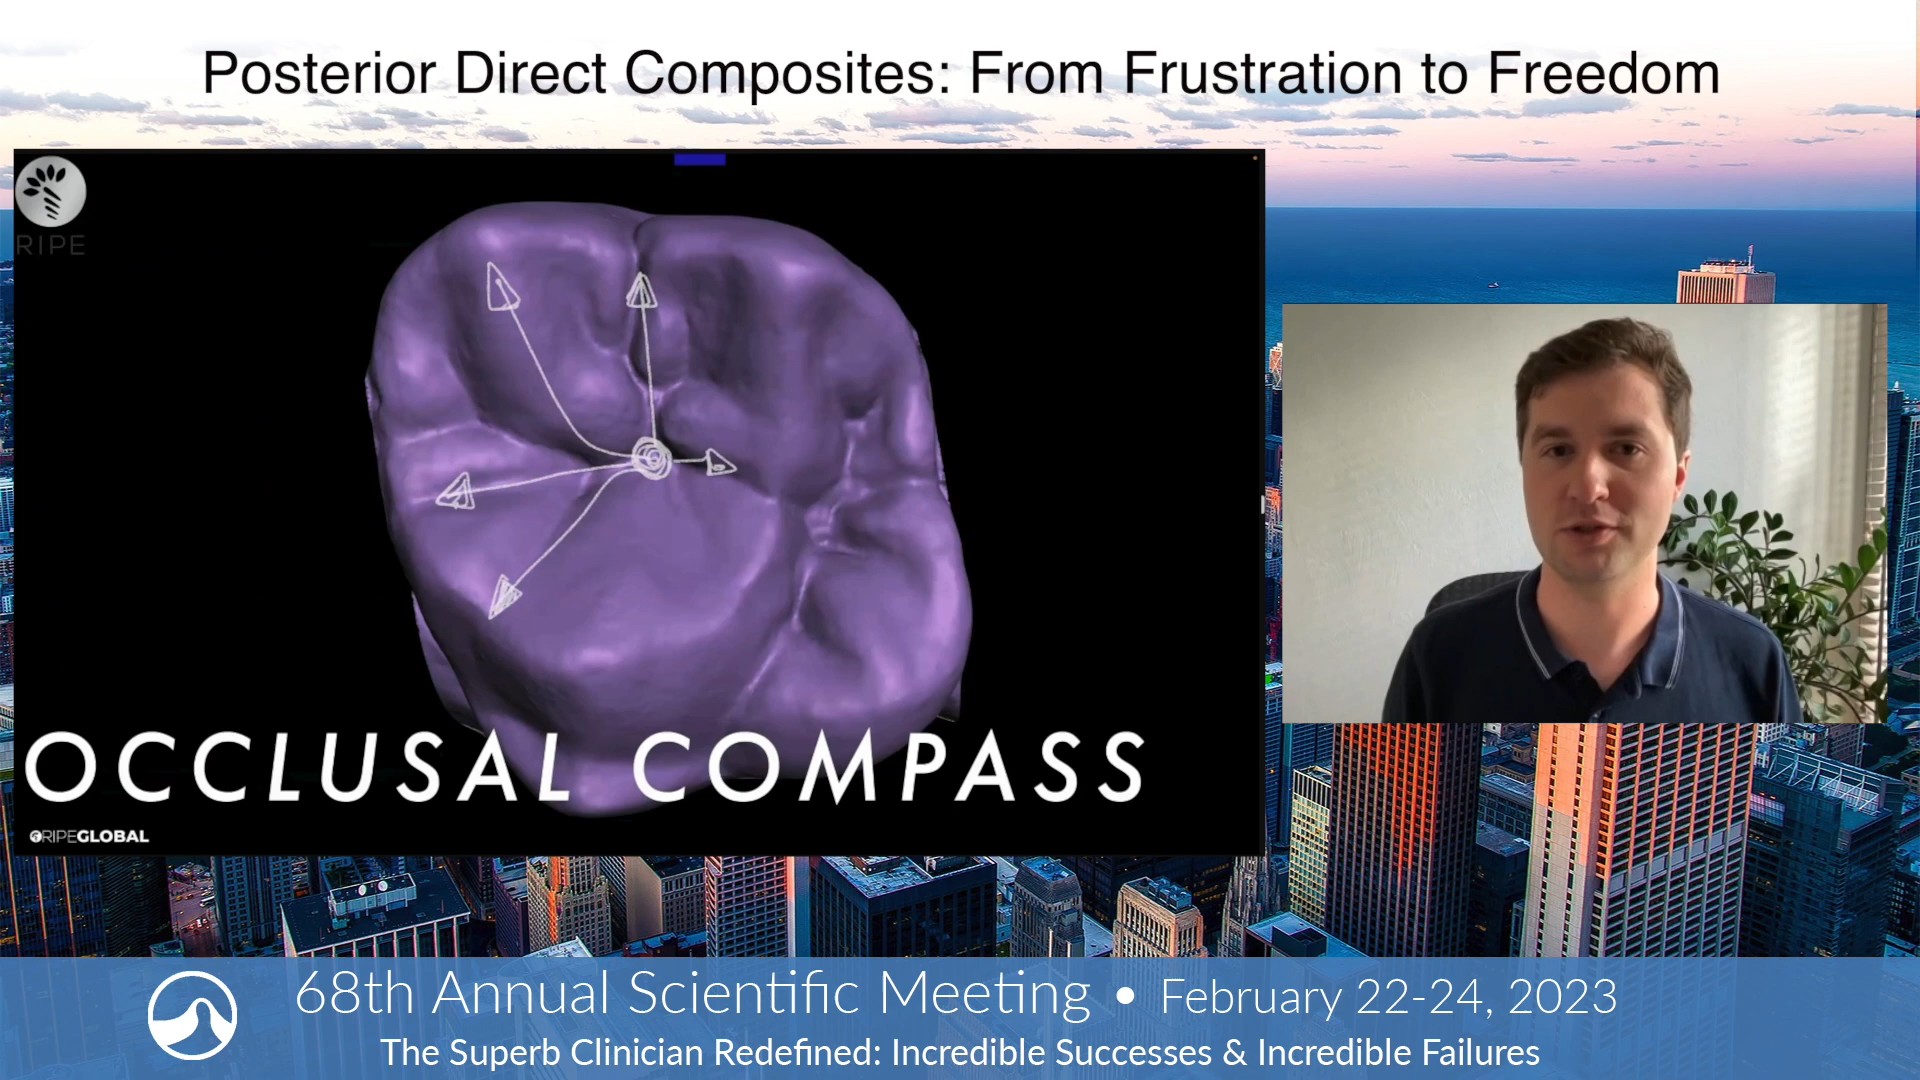 Posterior Direct Composites: From Frustration to Freedom
RIPE
OCCLUSAL COMPASS
RIPEGLOBAL
68th Annual Scientific Meeting • February 22-24, 2023
The Superb Clinician Redefined: Incredible Successes & Incredible Failures